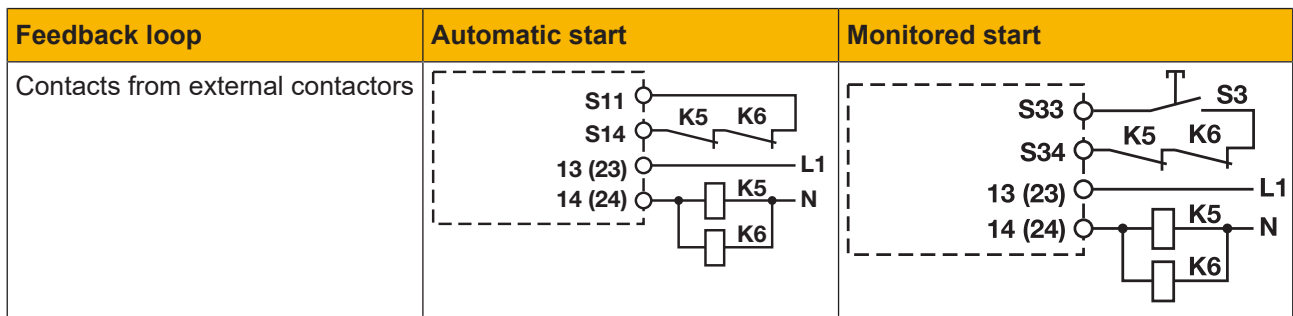 Feedback loop
Automatic start
Monitored start
Contacts from external contactors
S11
K5 K6
S14
13 (23) L1
14 (24) K5 N
K6
S33 S3
K5 K6
S34
13 (23) L1
14 (24) K5 N
K6